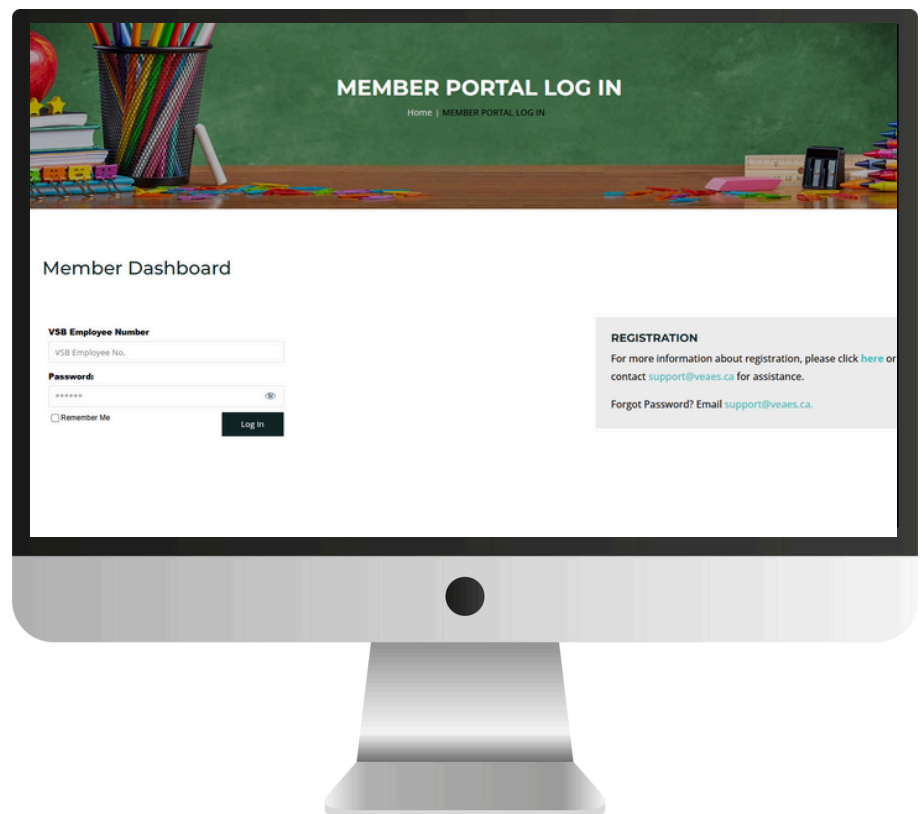 MEMBER PORTAL LOG IN
Home | MEMBER PORTAL LOG IN
Member Dashboard
VSB Employee Number
VSB Employee No.
Password:
******
Remember Me
Log In
REGISTRATION
For more information about registration, please click here or
contact support@veaes.ca for assistance.
Forgot Password? Email support@veaes.ca.